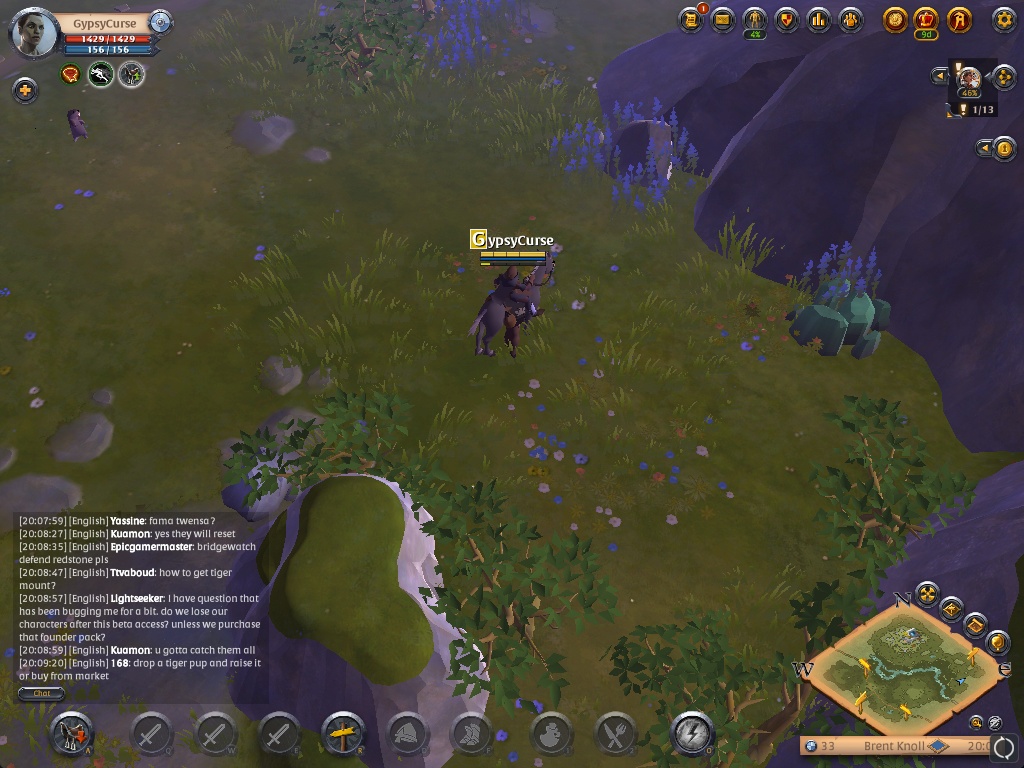 GypsyCurse
1429 / 1429
156 / 156
1
4%
9d
46%
1/13
GypsyCurse
[20:07:59] [English] Yassine: fama twensa?
[20:08:27] [English] Kuamon: yes they will reset
[20:08:35] [English] Epicgamermaster: bridgewatch
defend redstone pls
[20:08:47] [English] Ttvaboud: how to get tiger
mount?
[20:08:57] [English] Lightseeker: I have question that
has been bugging me for a bit. do we lose our
characters after this beta access? unless we purchase
that founder pack?
[20:08:59] [English] Kuamon: u gotta catch them all
[20:09:20] [English] 168: drop a tiger pup and raise it
or buy from market
Chat
N
W
E
A
Q
W
E
R
33 Brent Knoll